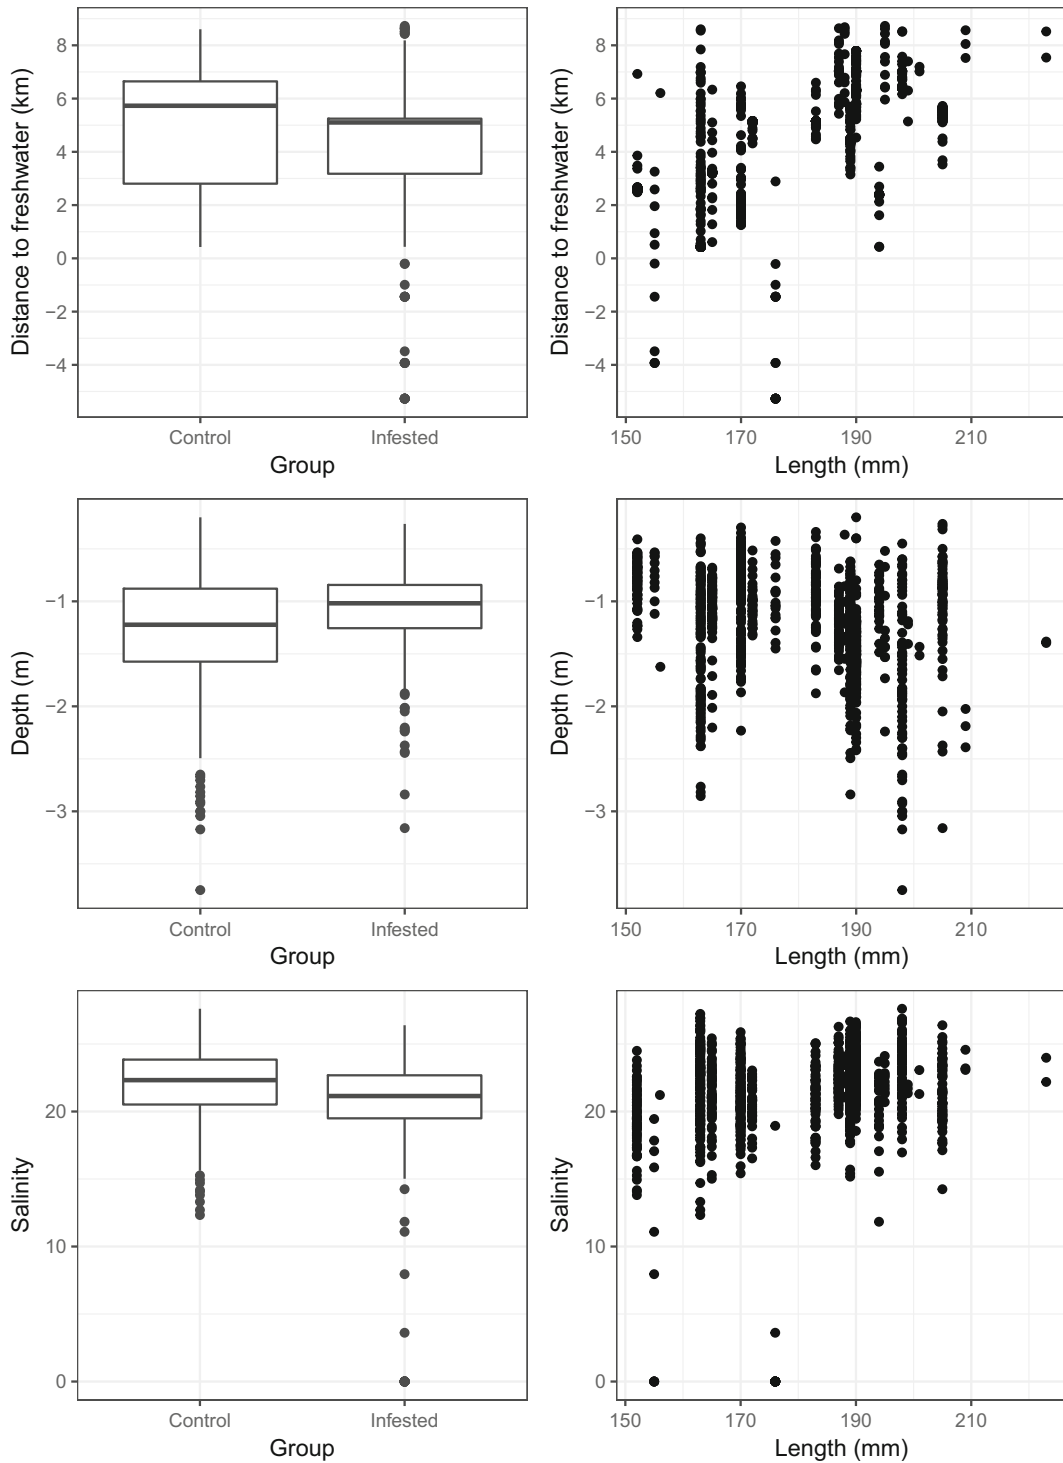 Distance to freshwater (km)
8
6
4
2
0
−2
−4
Control
Infested
Group
Distance to freshwater (km)
8
6
4
2
0
−2
−4
150
170
190
210
Length (mm)
Depth (m)
−1
−2
−3
Control
Infested
Group
Depth (m)
−1
−2
−3
150
170
190
210
Length (mm)
Salinity
20
10
0
Control
Infested
Group
Salinity
20
10
0
150
170
190
210
Length (mm)